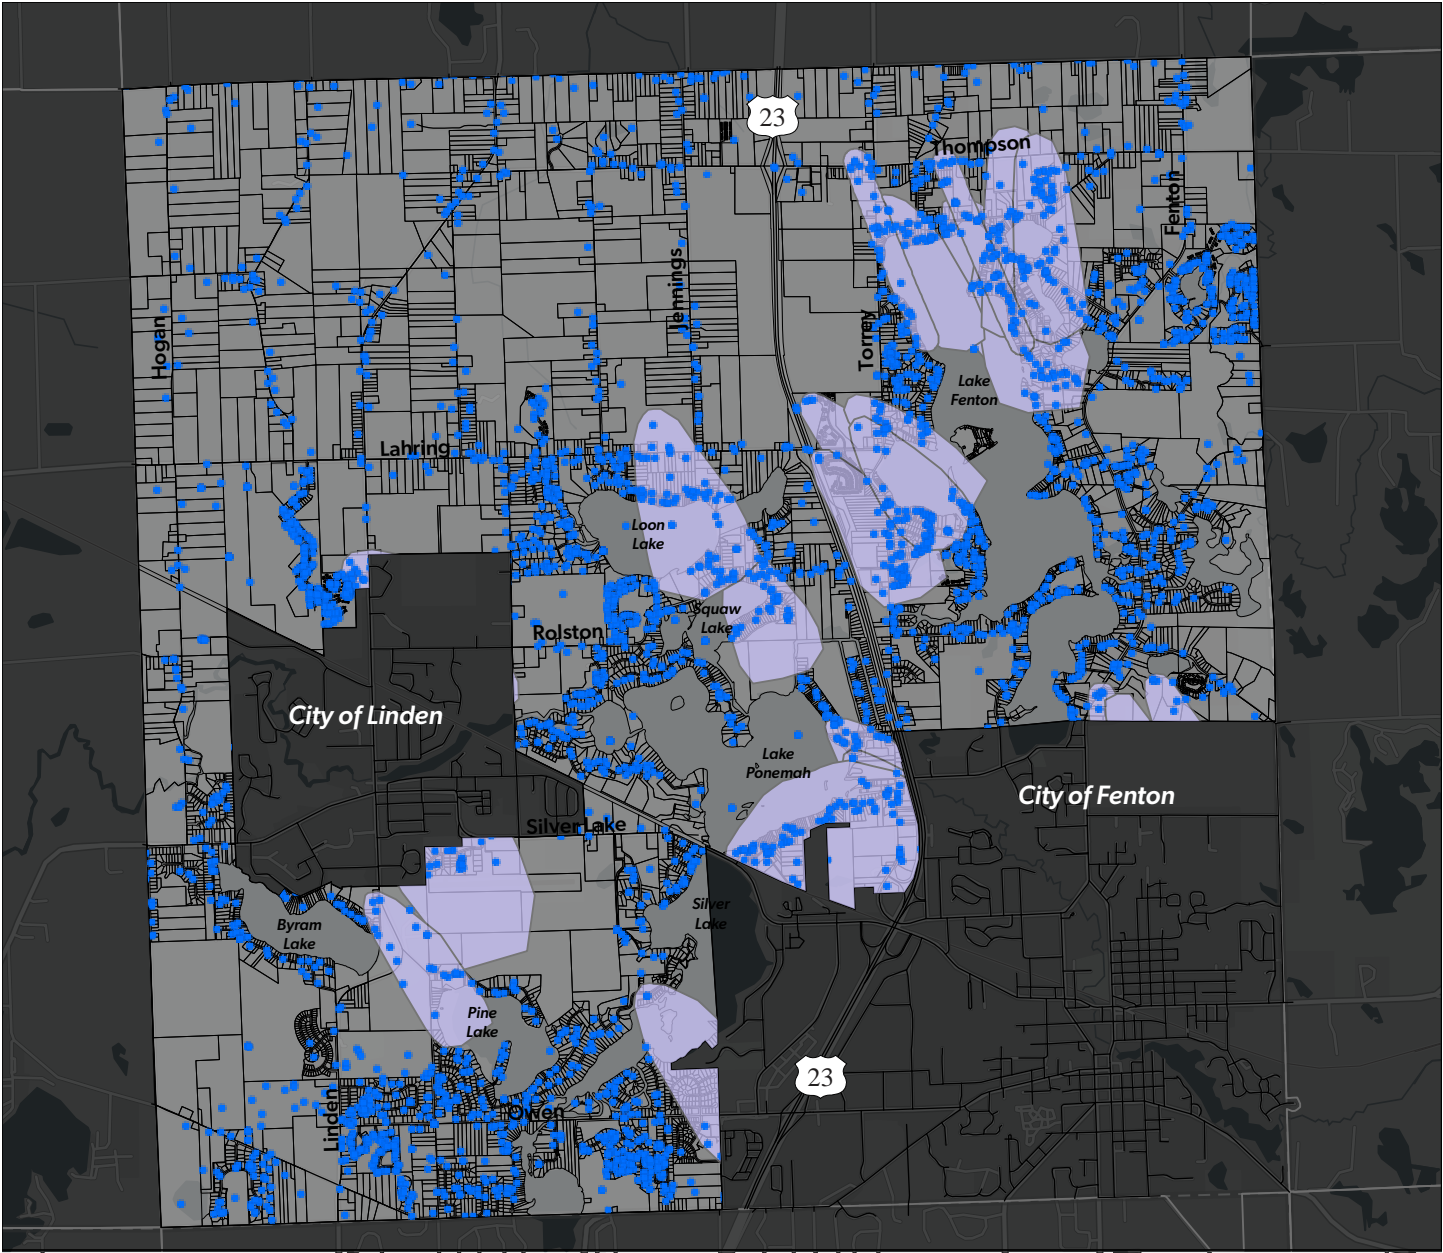 23
Thompson
Fenton
Jennings
Hogan
Torrey
Lake
Fenton
Lahring
Loon
Lake
Squaw
Lake
Rolston
City of Linden
Lake
Ponemah
City of Fenton
Silver Lake
Silver
Lake
Byram
Lake
Pine
Lake
23
Linden
Owen